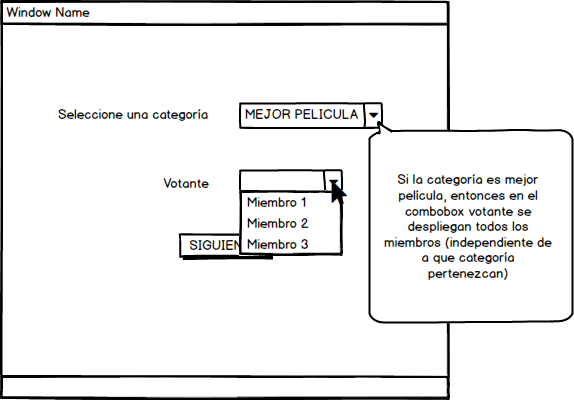 Window Name
Seleccione una categoría
MEJOR PELICULA
Votante
Miembro 1
Miembro 2
Miembro 3
SIGUIEN
Si la categoría es mejor
película, entonces en el
combobox votante se
despliegan todos los
miembros (independiente de
a que categoría
pertenezcan)